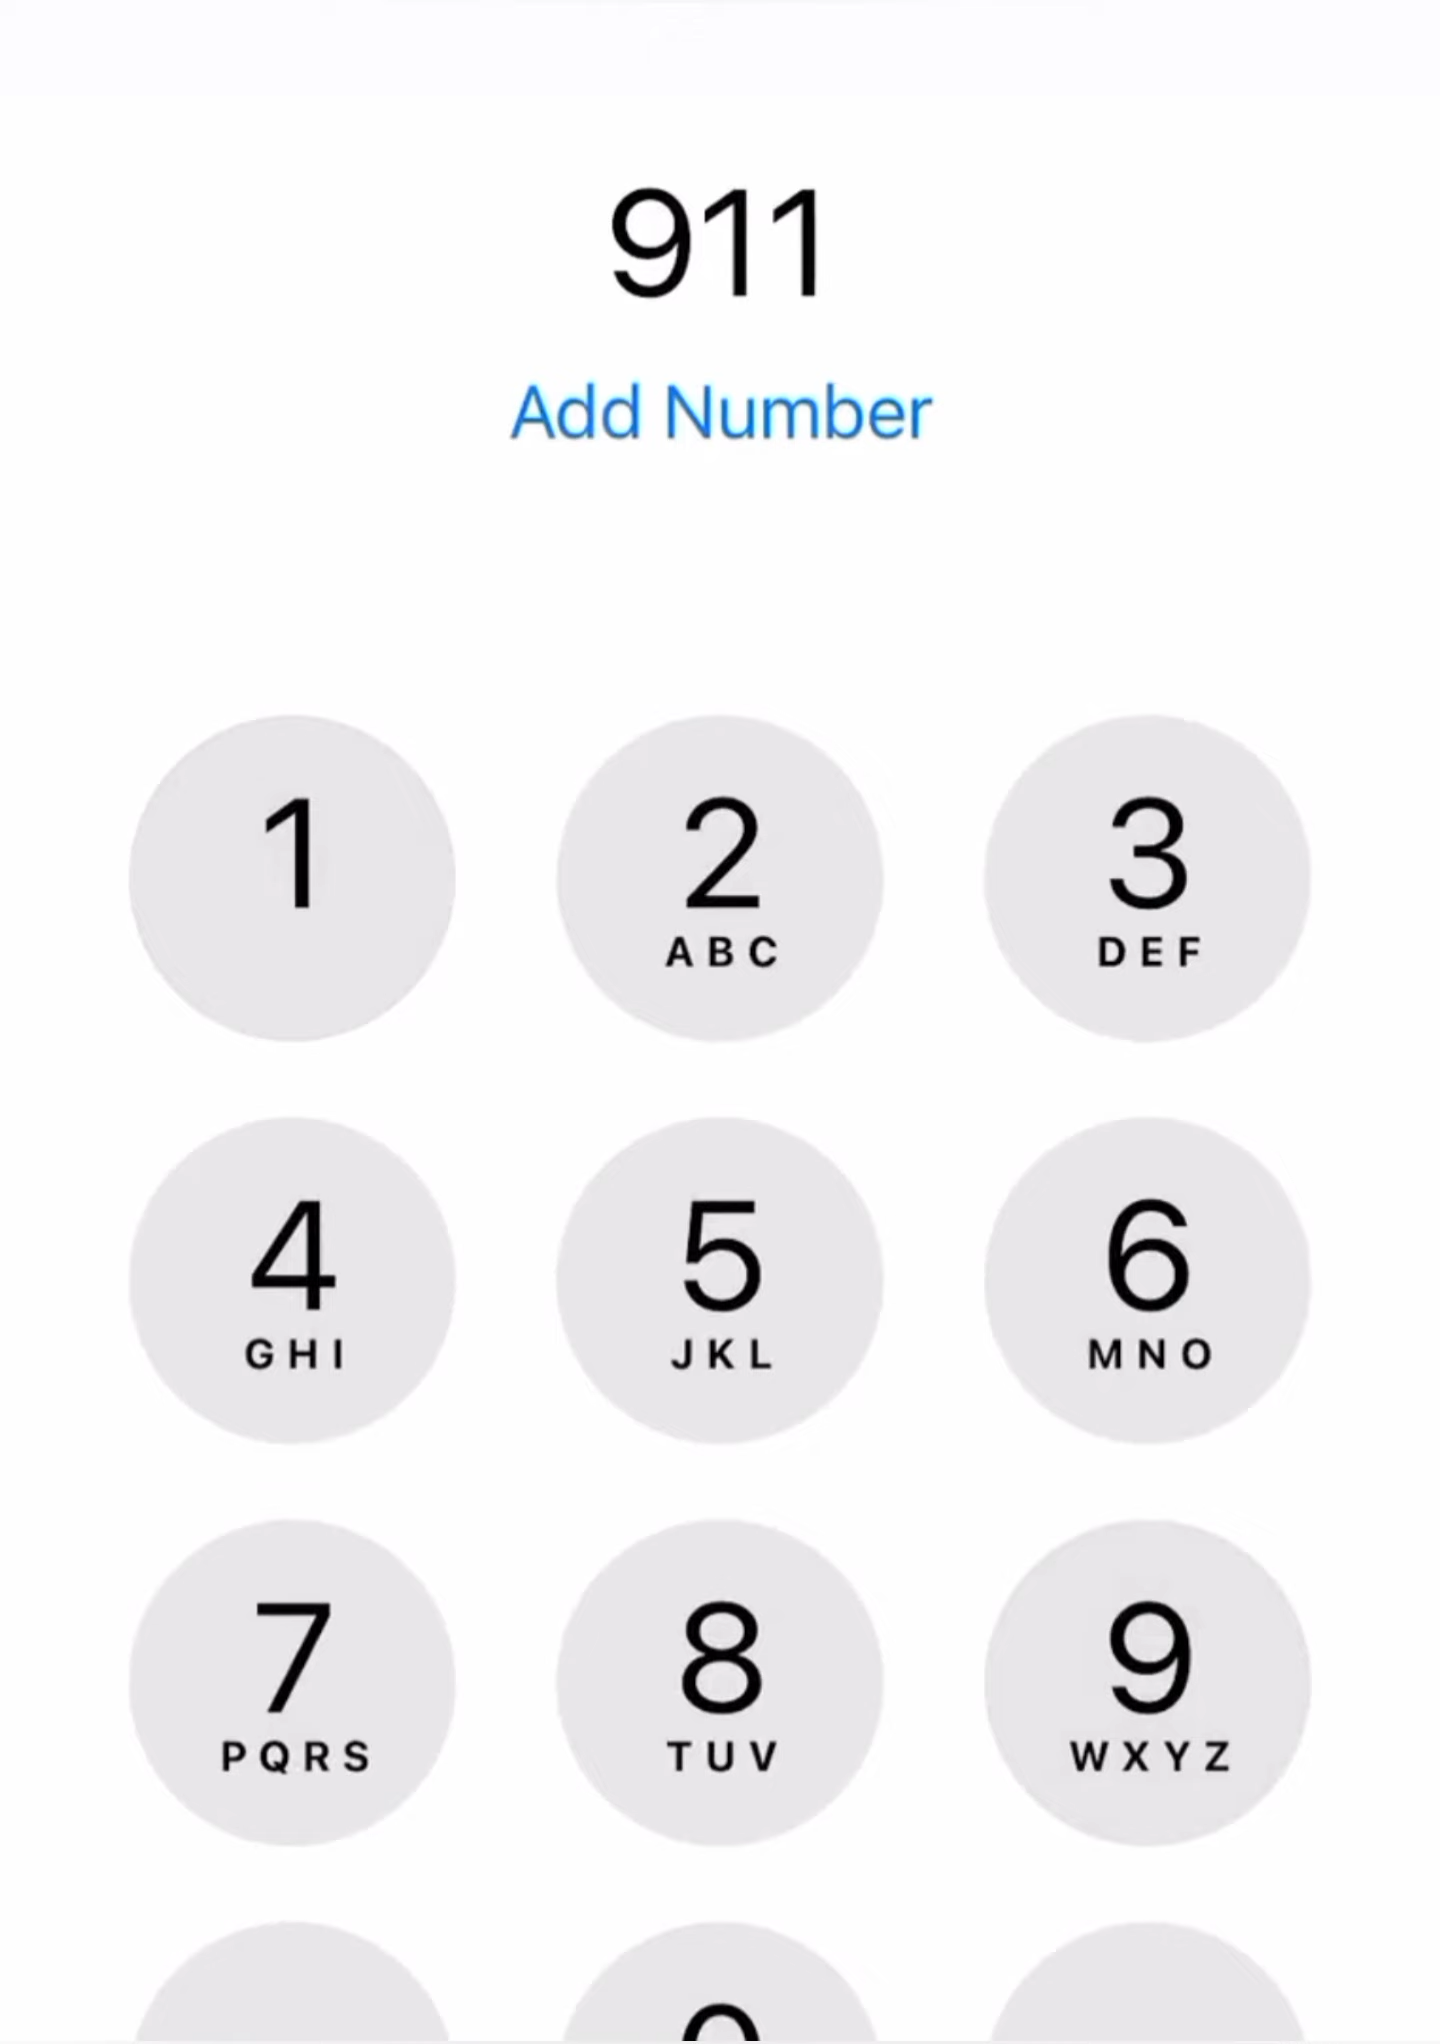 911
Add Number
1 2 3
ABC DEF
4 5 6
GHI JKL MNO
7 8 9
PQRS TUV WXYZ
0